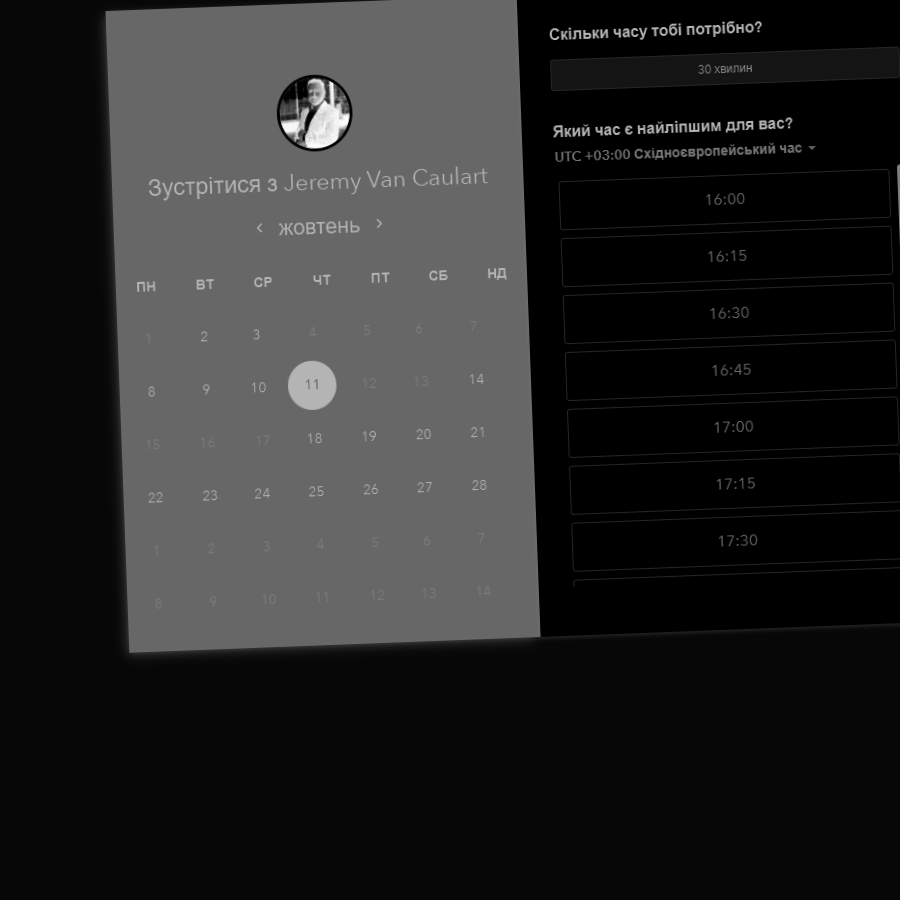 Зустрітися з Jeremy Van Caulart
жовтень
ПН ВТ СР ЧТ ПТ СБ НД
1 2 3 4 5 6 7
8 9 10 11 12 13 14
15 16 17 18 19 20 21
22 23 24 25 26 27 28
1 2 3 4 5 6 7
8 9 10 11 12 13 14
Скільки часу тобі потрібно?
30 хвилин
Який час є найліпшим для вас?
UTC +03:00 Східноєвропейський час
16:00
16:15
16:30
16:45
17:00
17:15
17:30